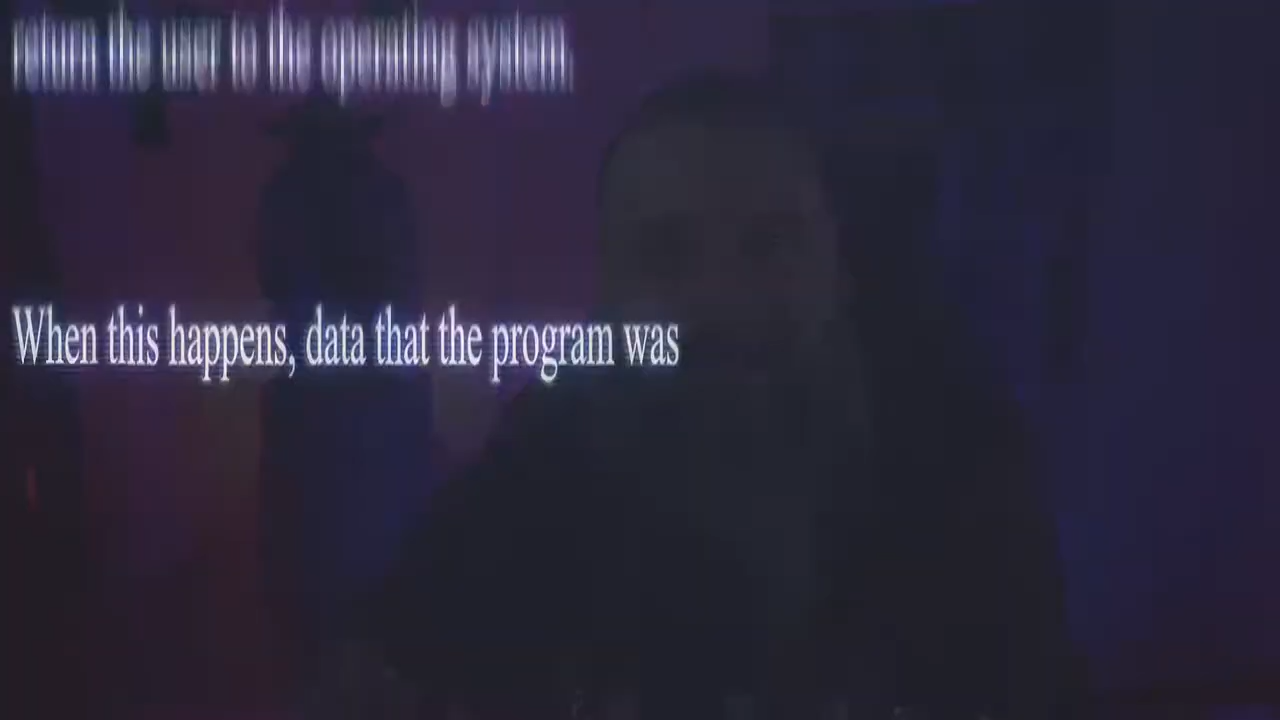 return the user to the operating system.
When this happens, data that the program was